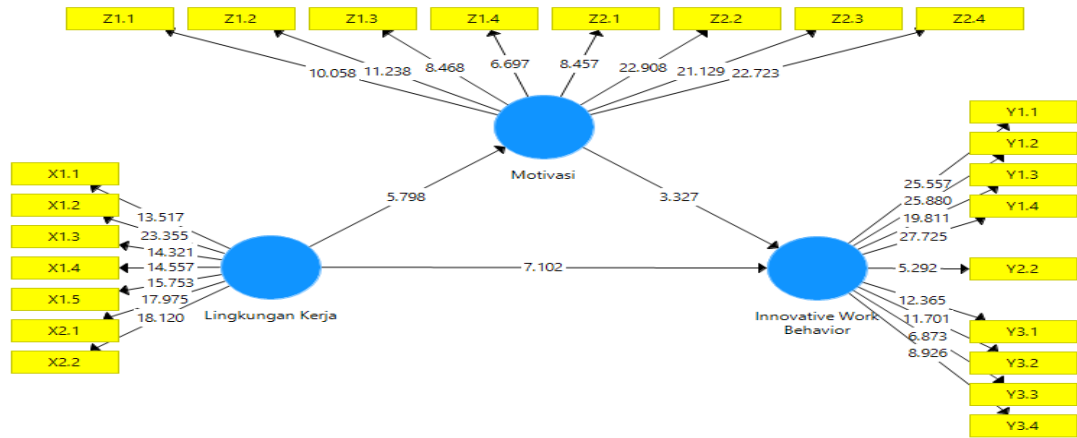 Z1.1 Z1.2 Z1.3 Z1.4 Z2.1 Z2.2 Z2.3 Z2.4
10.058 11.238 8.468 6.697 8.457 22.908 21.129 22.723
Motivasi
5.798
3.327
X1.1
X1.2
X1.3
X1.4
X1.5
X2.1
X2.2
13.517
23.355
14.321
14.557
15.753
17.975
18.120
Lingkungan Kerja
7.102
Innovative Work
Behavior
25.557
25.880
19.811
27.725
5.292
12.365
11.701
6.873
8.926
Y1.1
Y1.2
Y1.3
Y1.4
Y2.2
Y3.1
Y3.2
Y3.3
Y3.4